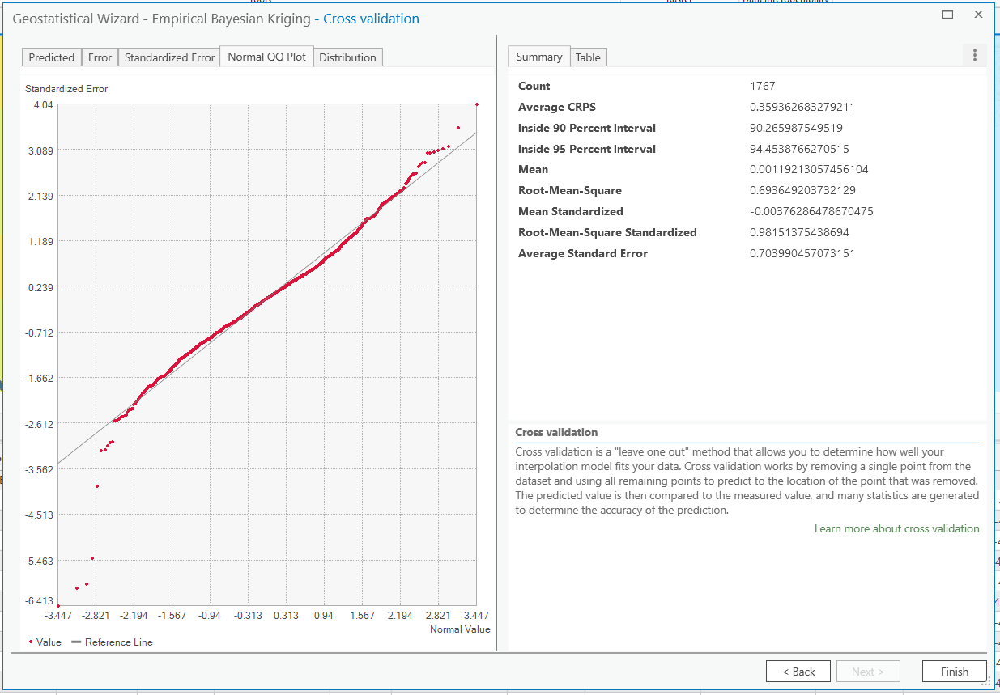 Geostatistical Wizard - Empirical Bayesian Kriging - Cross validation
Predicted Error Standardized Error Normal QQ Plot Distribution
Standardized Error
4.04
3.089
2.139
1.189
0.239
-0.712
-1.662
-2.612
-3.562
-4.513
-5.463
-6.413
-3.447 -2.821 -2.194 -1.567 -0.94 -0.313 0.313 0.94 1.567 2.194 2.821 3.447
Normal Value
Value Reference Line
Summary Table
Count 1767
Average CRPS 0.359362683279211
Inside 90 Percent Interval 90.265987549519
Inside 95 Percent Interval 94.4538766270515
Mean 0.00119213057456104
Root-Mean-Square 0.693649203732129
Mean Standardized -0.00376286478670475
Root-Mean-Square Standardized 0.98151375438694
Average Standard Error 0.703990457073151
Cross validation
Cross validation is a "leave one out" method that allows you to determine how well your
interpolation model fits your data. Cross validation works by removing a single point from the
dataset and using all remaining points to predict to the location of the point that was removed.
The predicted value is then compared to the measured value, and many statistics are generated
to determine the accuracy of the prediction.
Learn more about cross validation
< Back Next > Finish